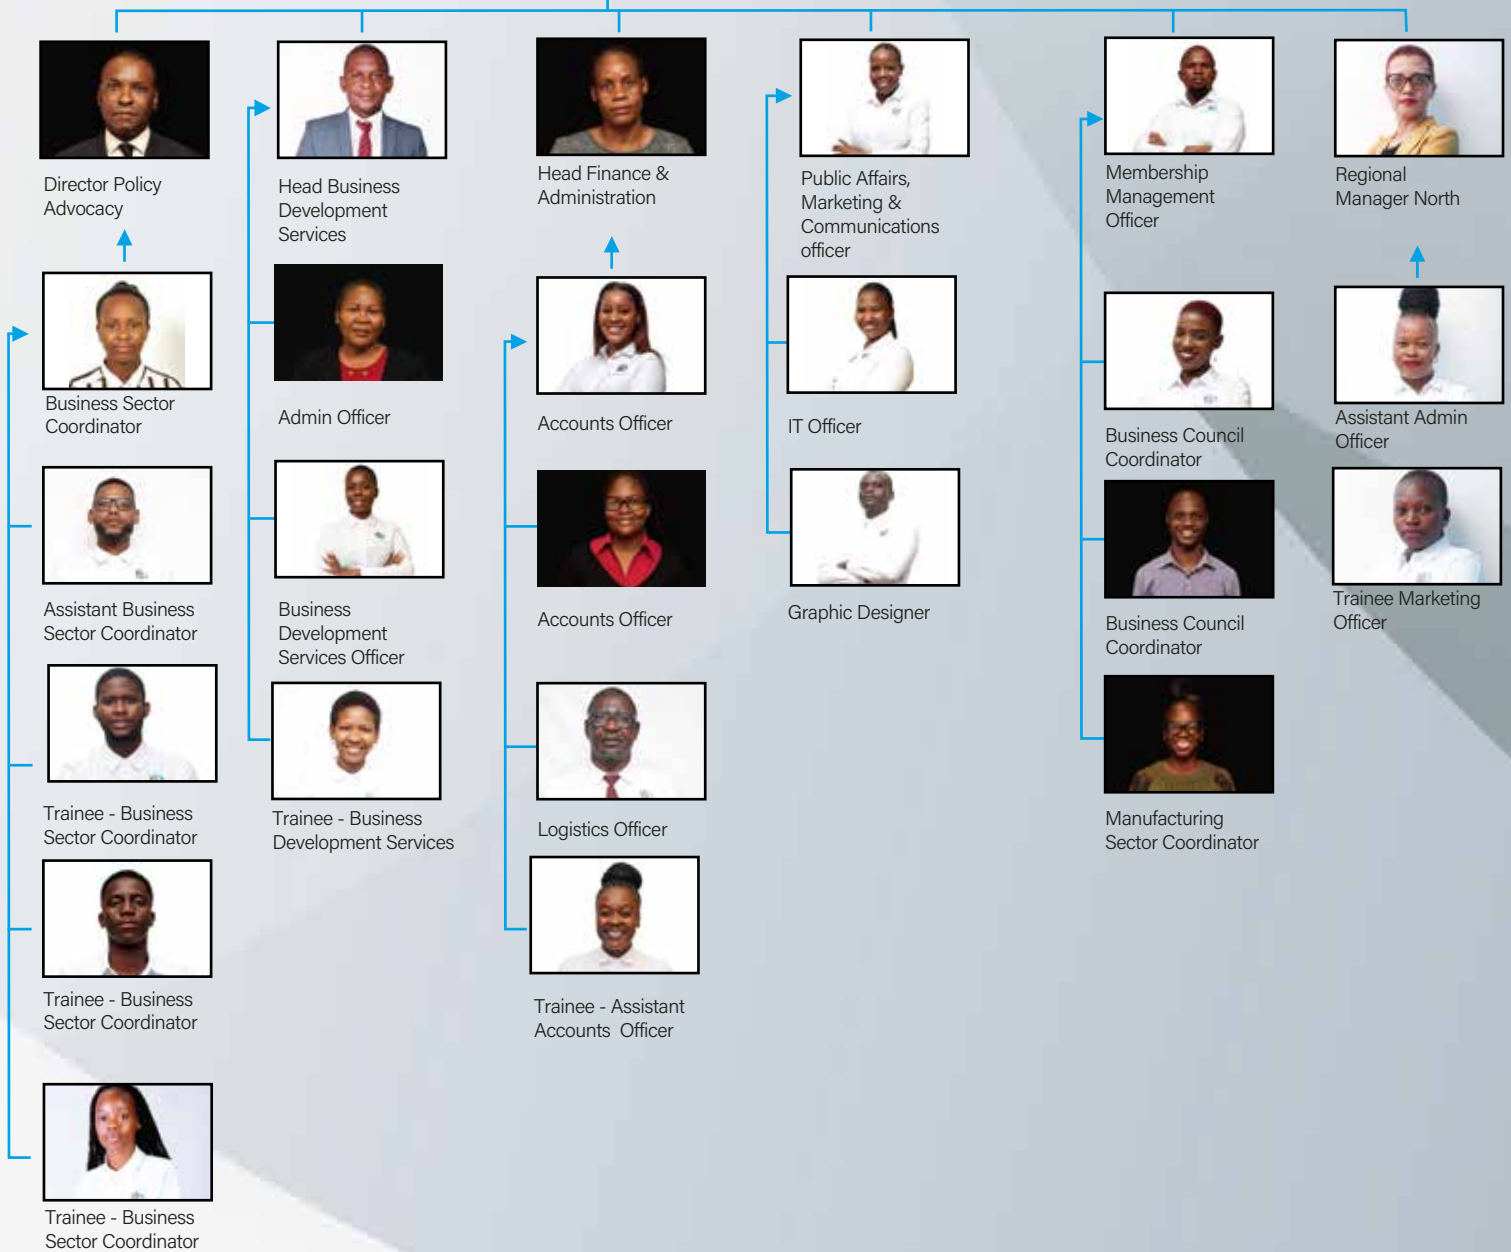 Director Policy
Advocacy
Business Sector
Coordinator
Assistant Business
Sector Coordinator
Trainee - Business
Sector Coordinator
Trainee - Business
Sector Coordinator
Trainee - Business
Sector Coordinator
Head Business
Development
Services
Admin Officer
Business
Development
Services Officer
Trainee - Business
Development Services
Head Finance &
Administration
Accounts Officer
Accounts Officer
Logistics Officer
Trainee - Assistant
Accounts Officer
Public Affairs,
Marketing &
Communications
officer
IT Officer
Graphic Designer
Membership
Management
Officer
Business Council
Coordinator
Business Council
Coordinator
Manufacturing
Sector Coordinator
Regional
Manager North
Assistant Admin
Officer
Trainee Marketing
Officer